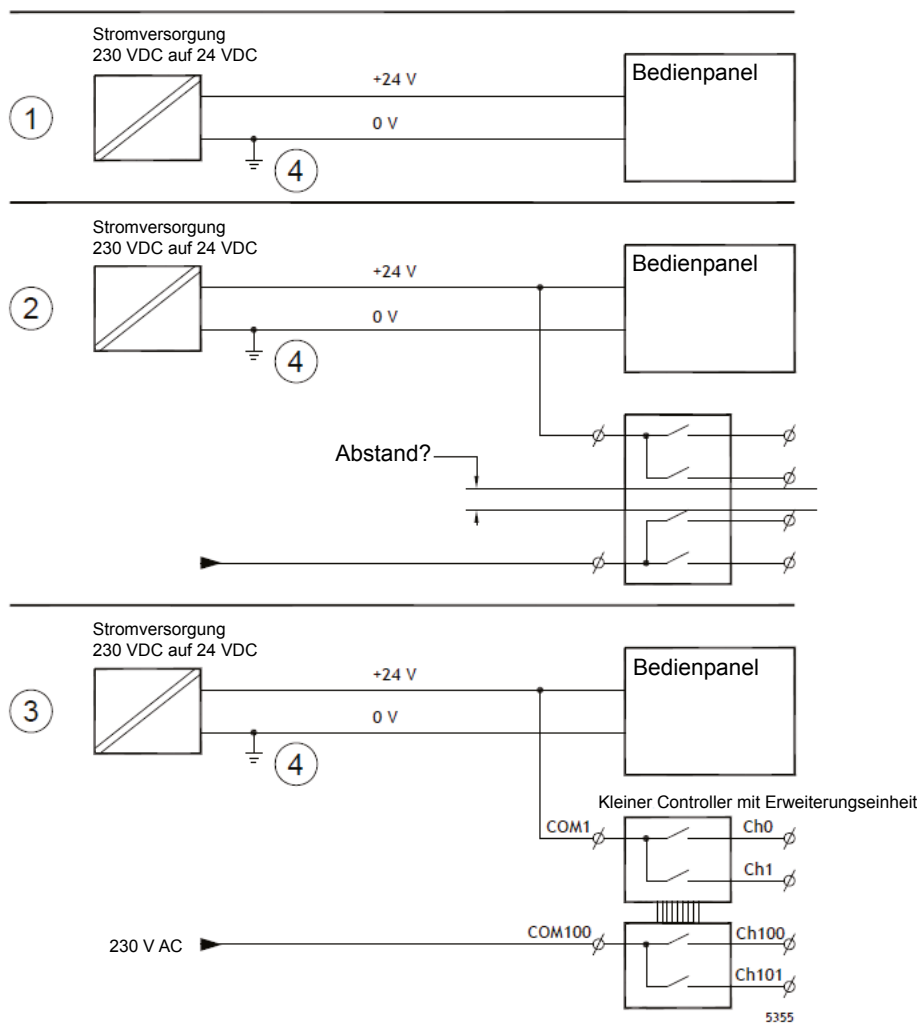 Stromversorgung
230 VDC auf 24 VDC
+24 V
Bedienpanel
1
0 V
4
Stromversorgung
230 VDC auf 24 VDC
+24 V
Bedienpanel
2
0 V
4
Abstand?
Stromversorgung
230 VDC auf 24 VDC
+24 V
Bedienpanel
3
0 V
4
Kleiner Controller mit Erweiterungseinheit
COM1
Ch0
Ch1
230 V AC
COM100
Ch100
Ch101
5355